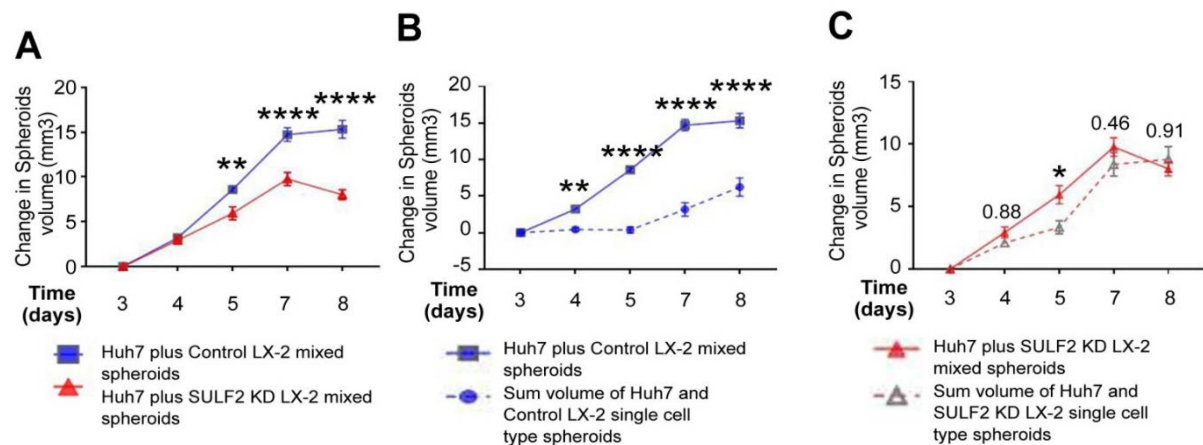 A
Change in Spheroids
volume (mm3)
20
15
10
5
0
**
****
****
Time
(days)
3 4 5 7 8
Huh7 plus Control LX-2 mixed
spheroids
Huh7 plus SULF2 KD LX-2 mixed
spheroids
B
Change in Spheroids
volume (mm3)
20
15
10
5
0
-5
**
****
****
****
Time
(days)
3 4 5 7 8
Huh7 plus Control LX-2 mixed
spheroids
Sum volume of Huh7 and
Control LX-2 single cell
type spheroids
C
Change in Spheroids
volume (mm3)
15
10
5
0
0.88
*
0.46
0.91
Time
(days)
3 4 5 7 8
Huh7 plus SULF2 KD LX-2
mixed spheroids
Sum volume of Huh7 and
SULF2 KD LX-2 single cell
type spheroids